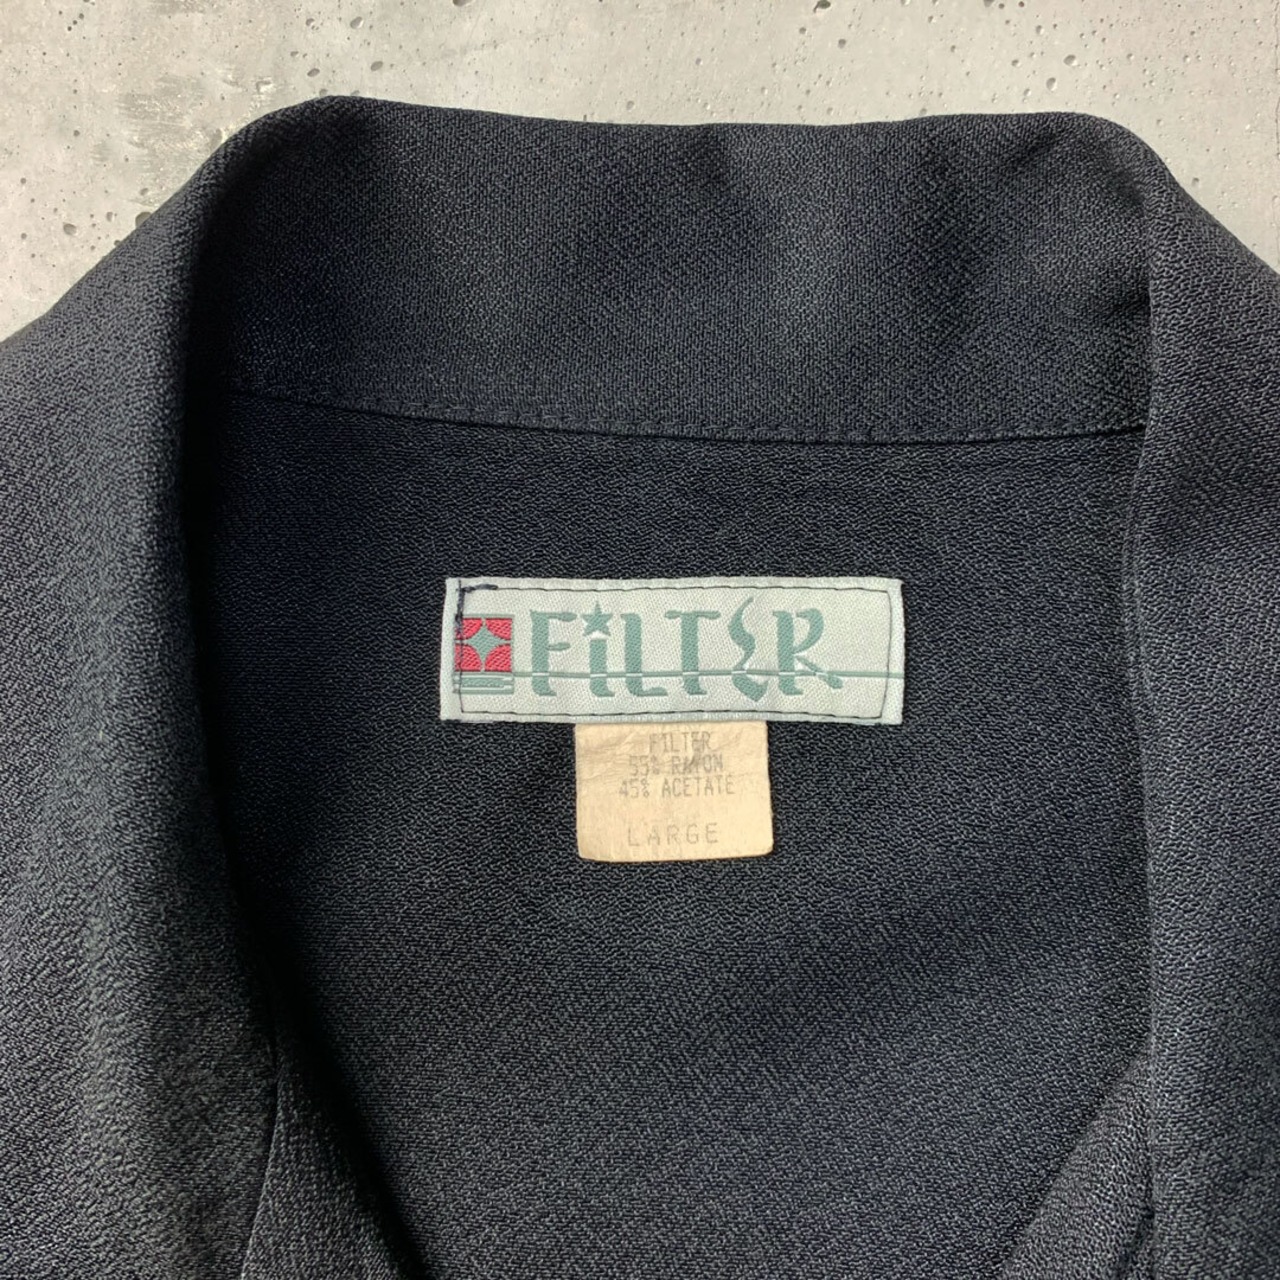 FiLTER
FILTER
55% RAYON
45% ACETATE
LARGE